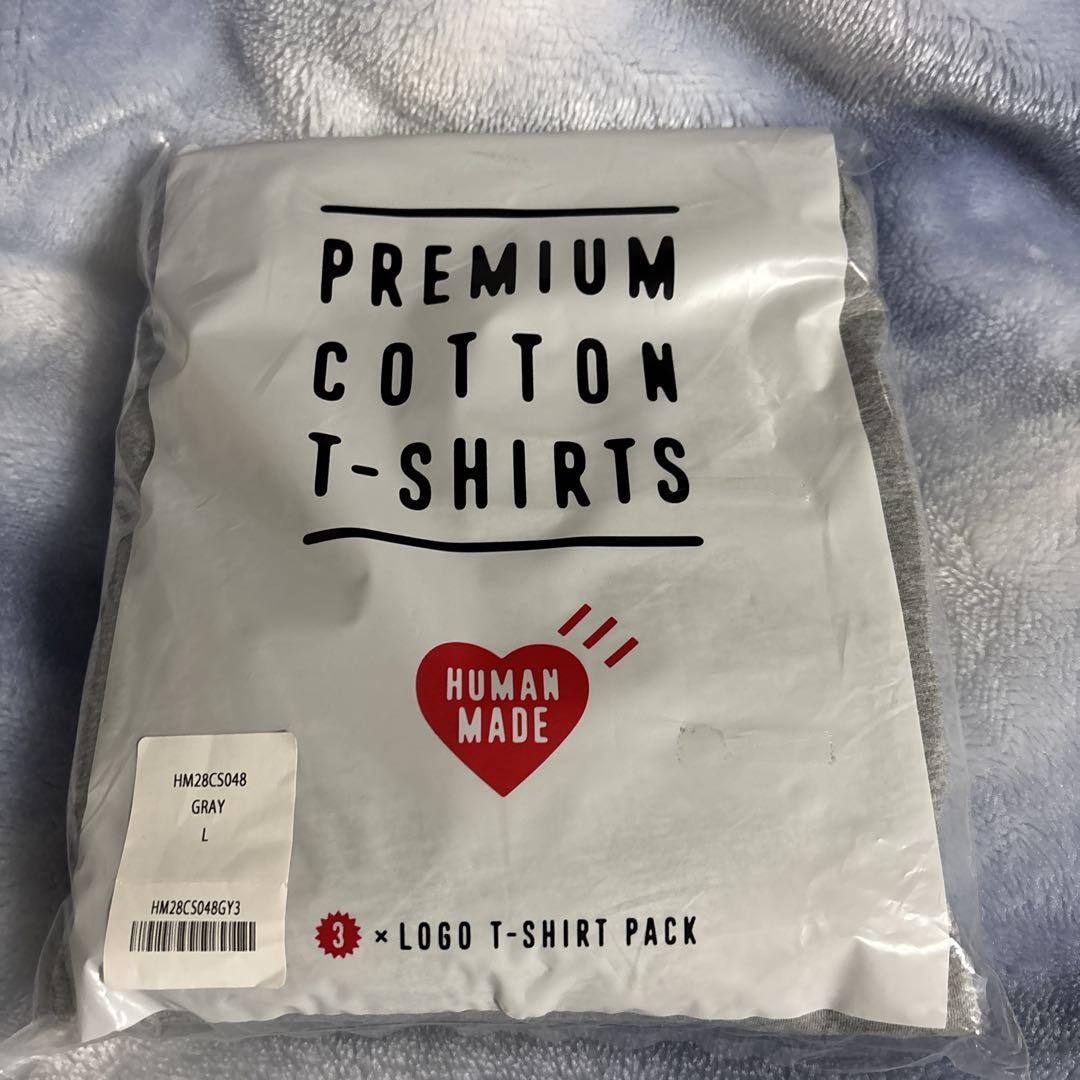 PREMIUM
COTTON
T-SHIRTS
HUMAN
MADE
HM28CS048
GRAY
L
HM28CS048GY3
3 × LOGO T-SHIRT PACK